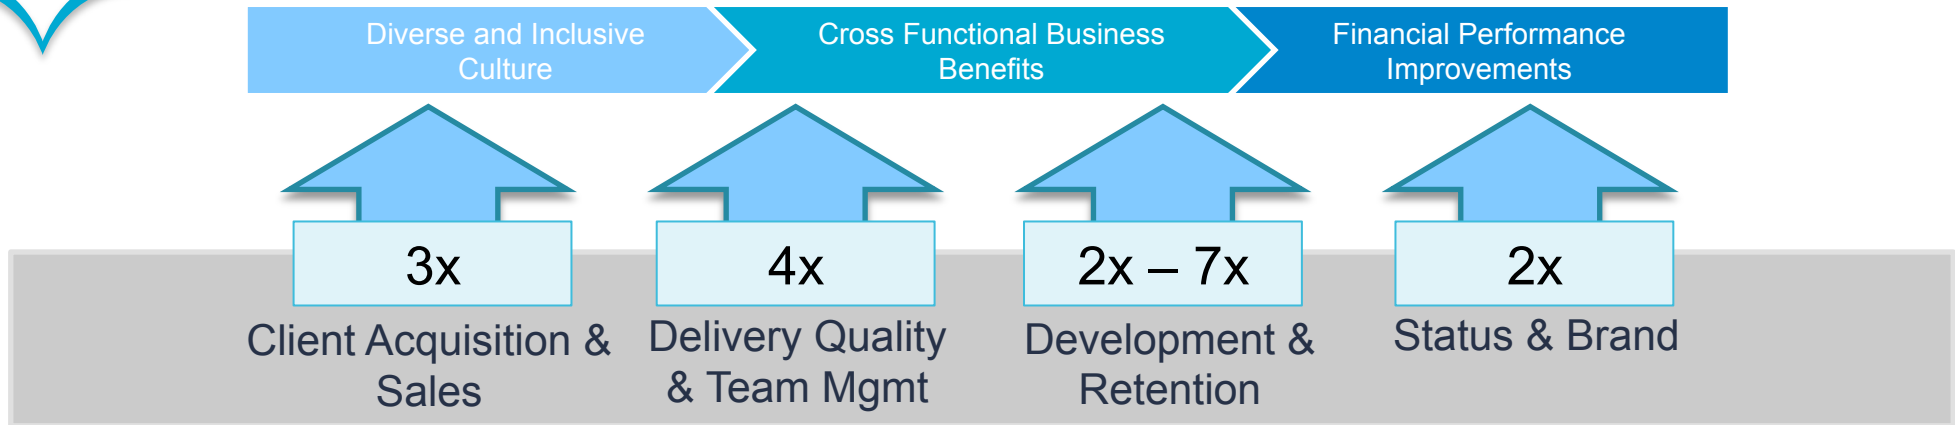 Diverse and Inclusive
Culture
Cross Functional Business
Benefits
Financial Performance
Improvements
3x
4x
2x – 7x
2x
Client Acquisition &
Sales
Delivery Quality
& Team Mgmt
Development &
Retention
Status & Brand